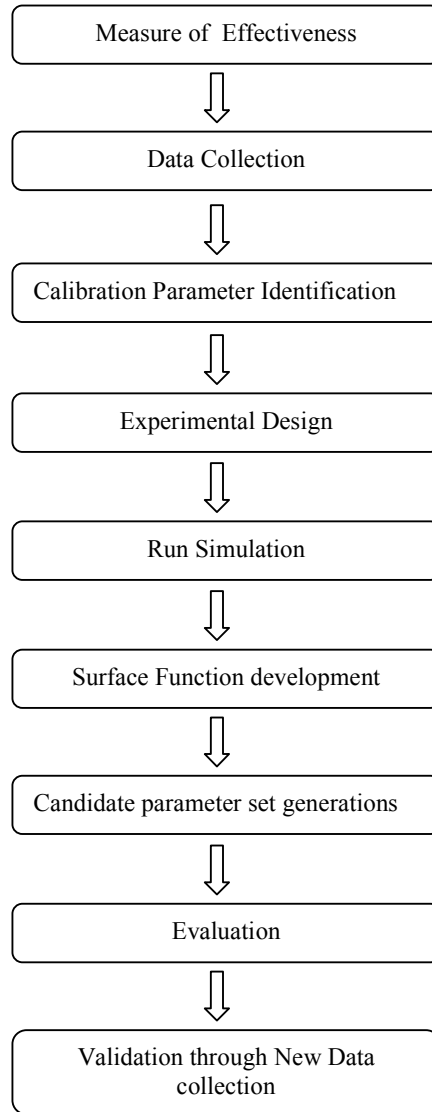 Measure of Effectiveness
Data Collection
Calibration Parameter Identification
Experimental Design
Run Simulation
Surface Function development
Candidate parameter set generations
Evaluation
Validation through New Data
collection